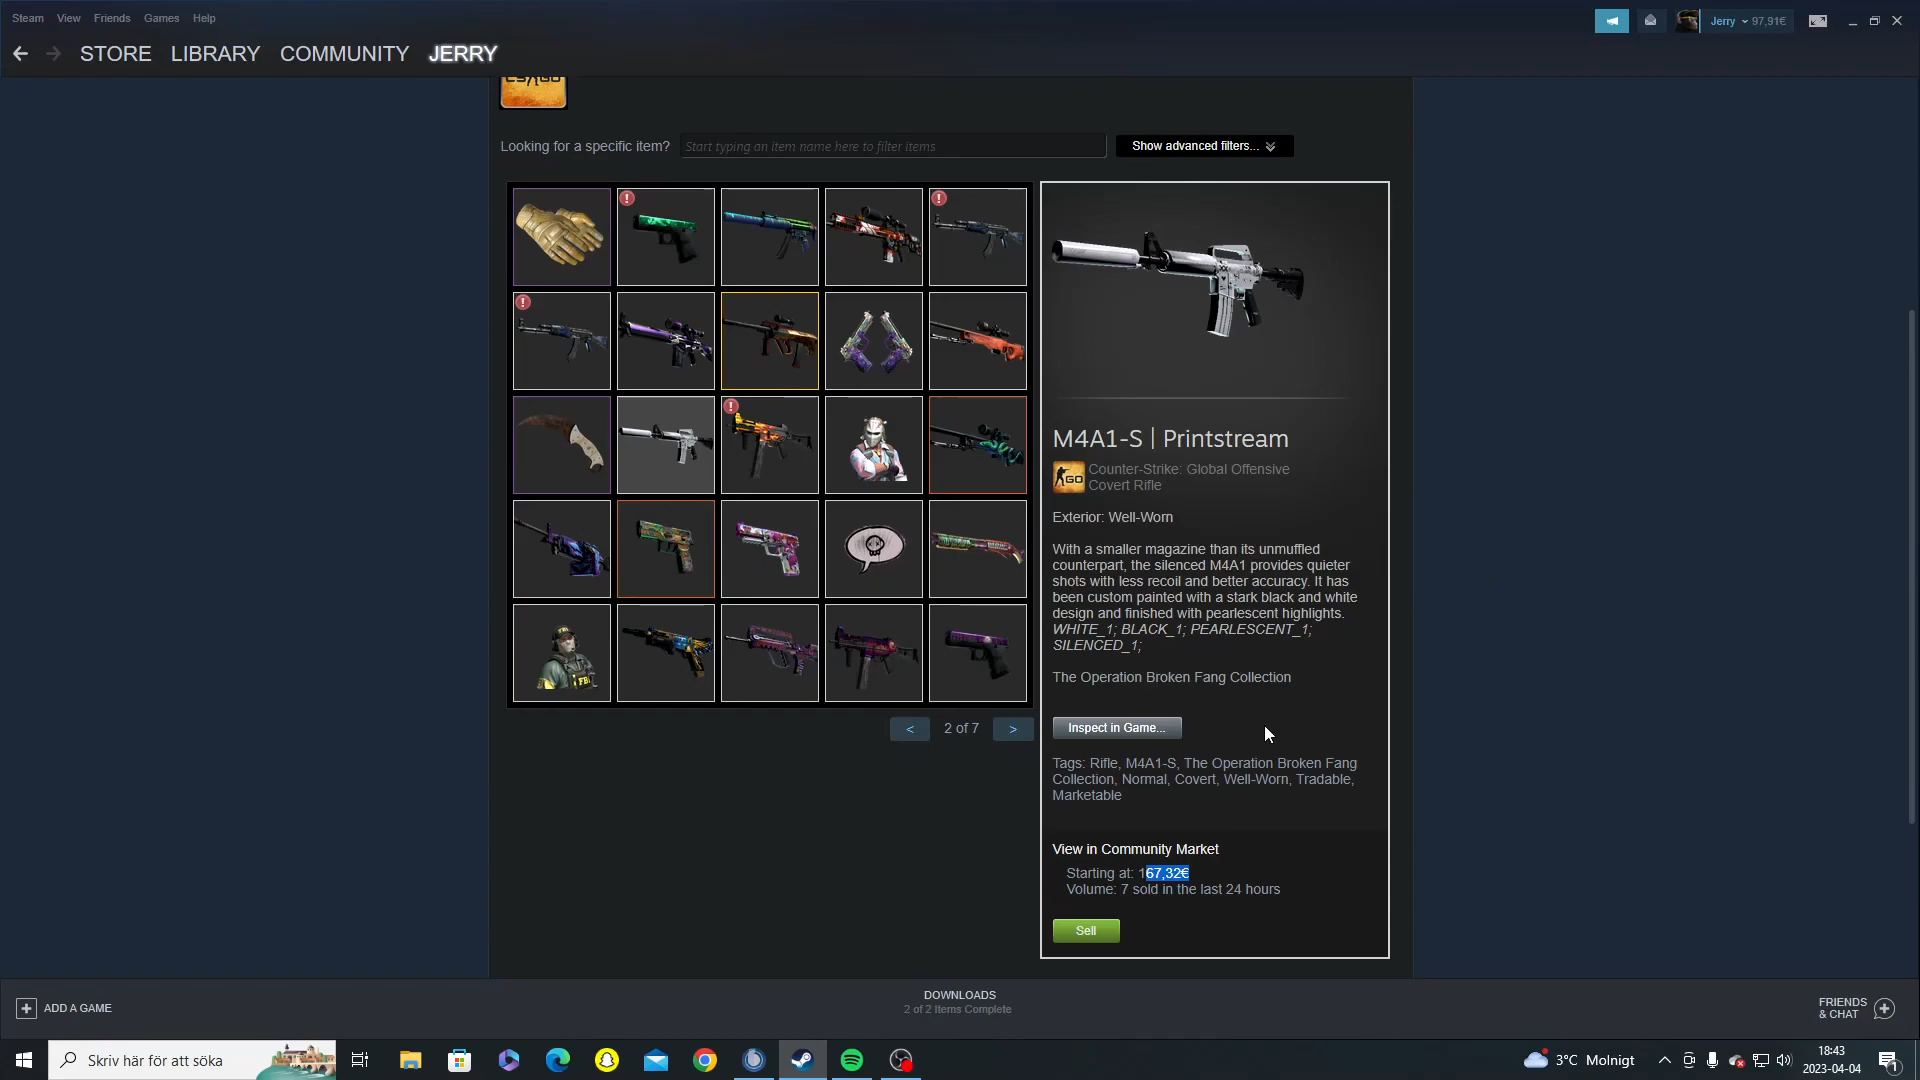 Steam View Friends Games Help
Jerry 97,91€
STORE LIBRARY COMMUNITY JERRY
Looking for a specific item? Start typing an item name here to filter items Show advanced filters...
M4A1-S | Printstream
GO
Counter-Strike: Global Offensive
Covert Rifle
Exterior: Well-Worn
With a smaller magazine than its unmuffled
counterpart, the silenced M4A1 provides quieter
shots with less recoil and better accuracy. It has
been custom painted with a stark black and white
design and finished with pearlescent highlights.
WHITE_1; BLACK_1; PEARLESCENT_1;
SILENCED_1;
The Operation Broken Fang Collection
FBI
< 2 of 7 >
Inspect in Game...
Tags: Rifle, M4A1-S, The Operation Broken Fang
Collection, Normal, Covert, Well-Worn, Tradable,
Marketable
View in Community Market
Starting at: 167,32€
Volume: 7 sold in the last 24 hours
Sell
ADD A GAME
DOWNLOADS
2 of 2 Items Complete
FRIENDS
& CHAT
Skriv här för att söka
3°C Molnigt
18:43
2023-04-04
1